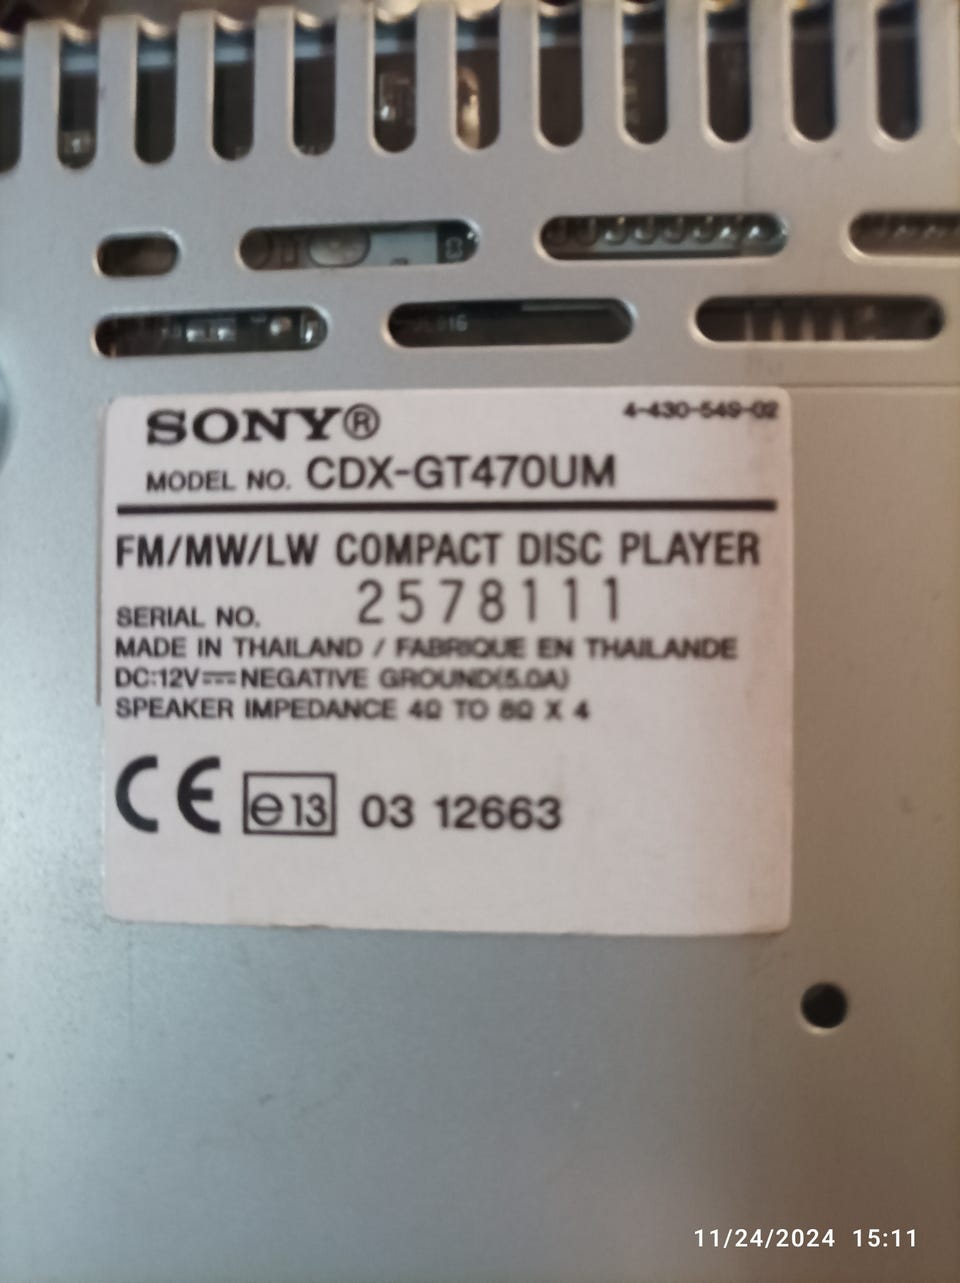 SONY®
4-430-549-02
MODEL NO. CDX-GT470UM
FM/MW/LW COMPACT DISC PLAYER
SERIAL NO. 2578111
MADE IN THAILAND / FABRIQUE EN THAILANDE
DC:12V⎓NEGATIVE GROUND(5.0A)
SPEAKER IMPEDANCE 4Ω TO 8Ω X 4
CE e13 03 12663
11/24/2024 15:11